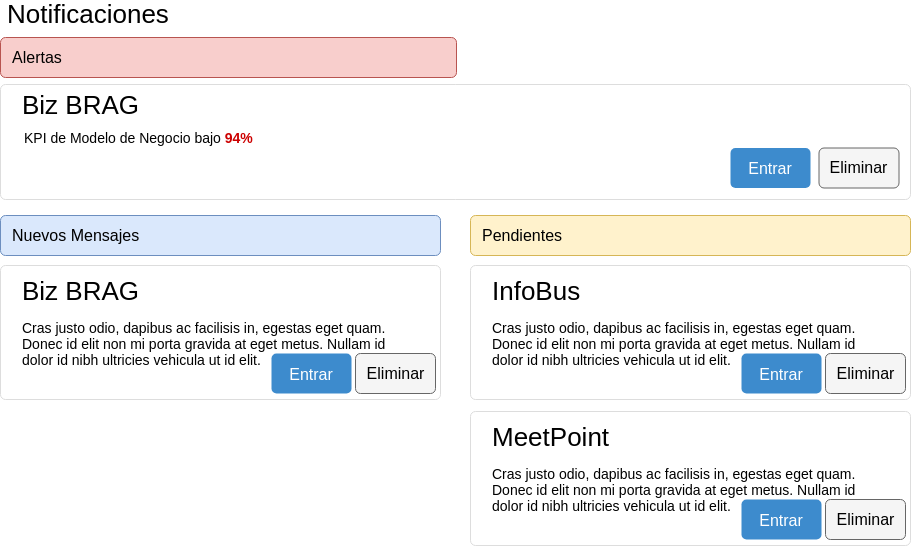 Notificaciones
Alertas
Biz BRAG
KPI de Modelo de Negocio bajo 94%
Entrar
Eliminar
Nuevos Mensajes
Biz BRAG
Cras justo odio, dapibus ac facilisis in, egestas eget quam.
Donec id elit non mi porta gravida at eget metus. Nullam id
dolor id nibh ultricies vehicula ut id elit.
Entrar
Eliminar
Pendientes
InfoBus
Cras justo odio, dapibus ac facilisis in, egestas eget quam.
Donec id elit non mi porta gravida at eget metus. Nullam id
dolor id nibh ultricies vehicula ut id elit.
Entrar
Eliminar
MeetPoint
Cras justo odio, dapibus ac facilisis in, egestas eget quam.
Donec id elit non mi porta gravida at eget metus. Nullam id
dolor id nibh ultricies vehicula ut id elit.
Entrar
Eliminar